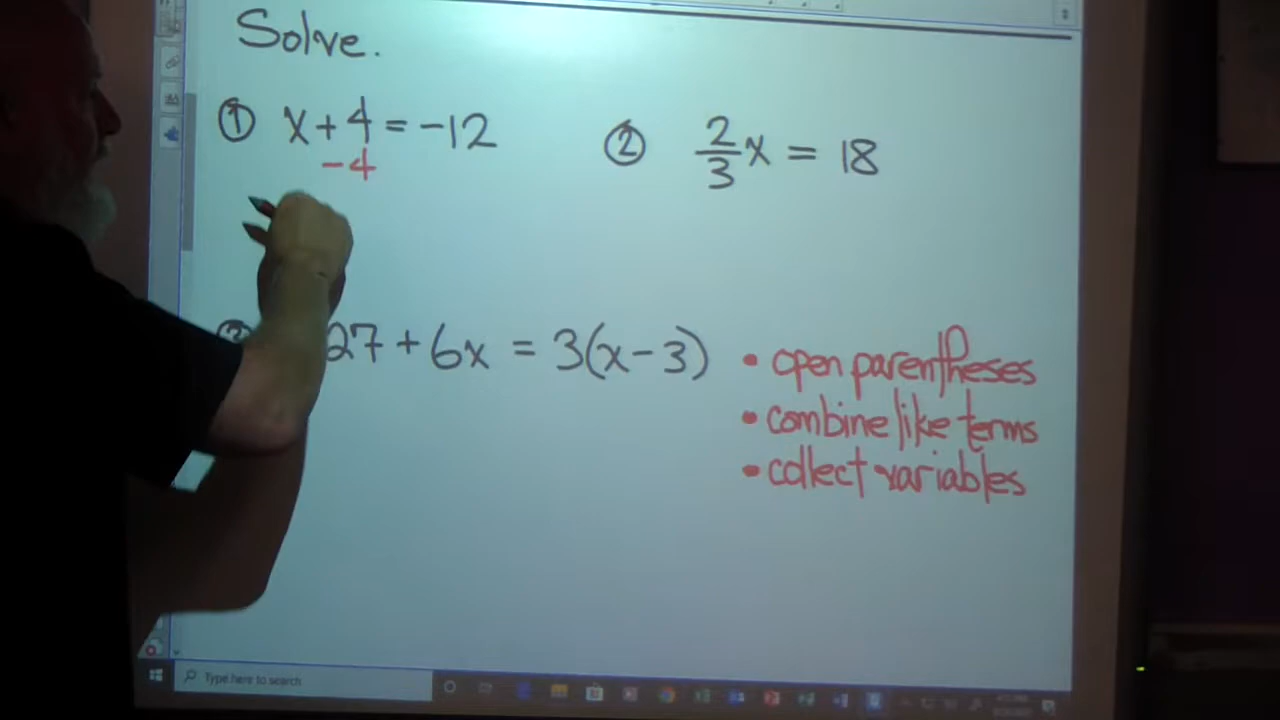 Solve.
① x + 4 = -12
-4
② 2/3 x = 18
27 + 6x = 3(x - 3)
• open parentheses
• combine like terms
• collect variables
Type here to search